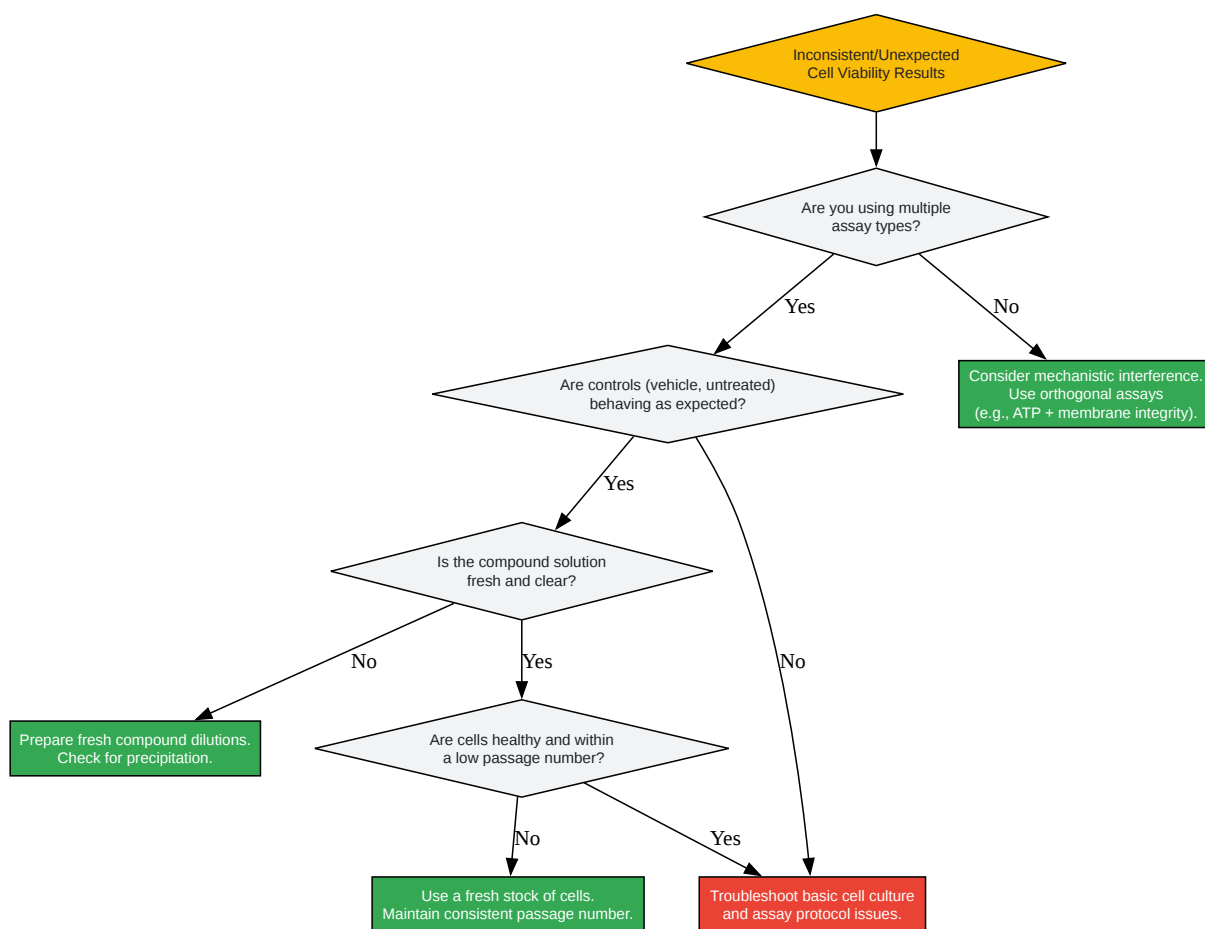 Inconsistent/Unexpected
Cell Viability Results
Are you using multiple
assay types?
Yes
No
Are controls (vehicle, untreated)
behaving as expected?
Consider mechanistic interference.
Use orthogonal assays
(e.g., ATP + membrane integrity).
Yes
No
Is the compound solution
fresh and clear?
No
Yes
Prepare fresh compound dilutions.
Check for precipitation.
Are cells healthy and within
a low passage number?
No
Yes
Use a fresh stock of cells.
Maintain consistent passage number.
Troubleshoot basic cell culture
and assay protocol issues.